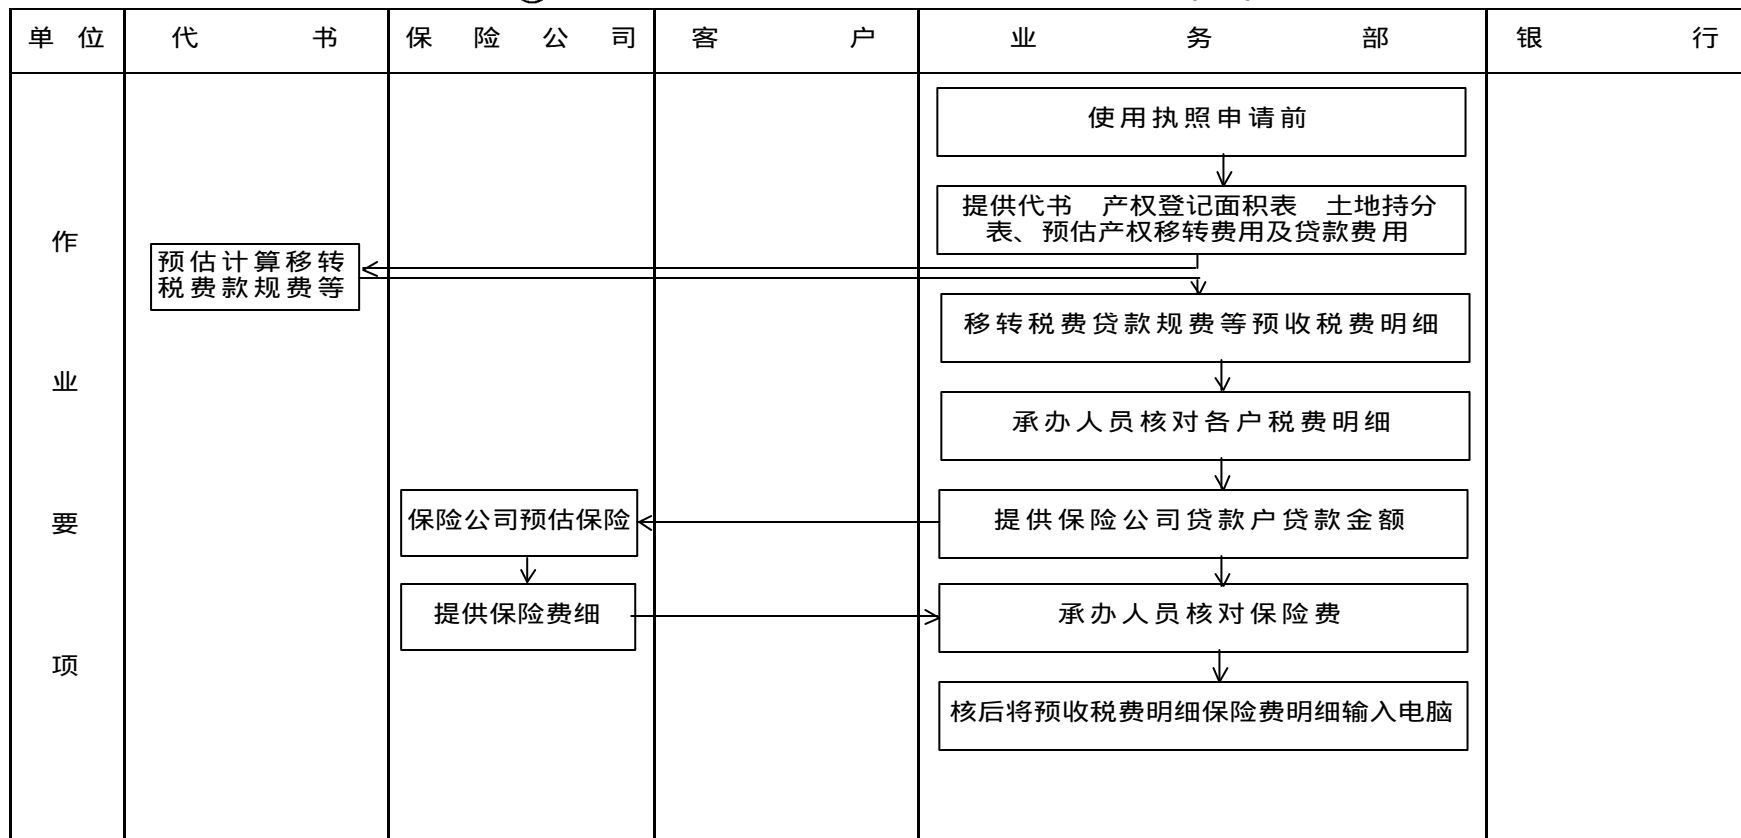 单位 代书 保险公司 客户 业务部 银行
使用执照申请前
提供代书 产权登记面积表 土地持分
表、预估产权移转费用及贷款费用
预估计算移转
税费款规费等
移转税费贷款规费等预收税费明细
承办人员核对各户税费明细
保险公司预估保险
提供保险公司贷款户贷款金额
提供保险费细
承办人员核对保险费
核后将预收税费明细保险费明细输入电脑
作
业
要
项